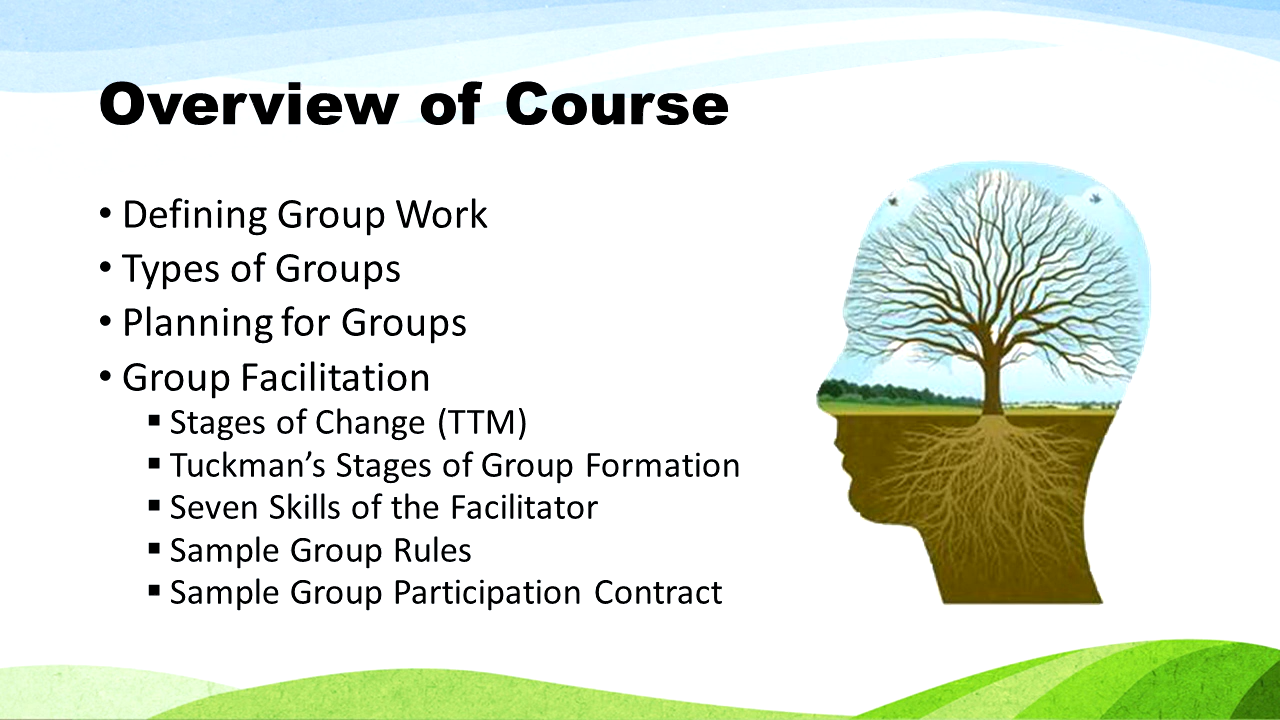 Overview of Course
• Defining Group Work
• Types of Groups
• Planning for Groups
• Group Facilitation
▪ Stages of Change (TTM)
▪ Tuckman’s Stages of Group Formation
▪ Seven Skills of the Facilitator
▪ Sample Group Rules
▪ Sample Group Participation Contract